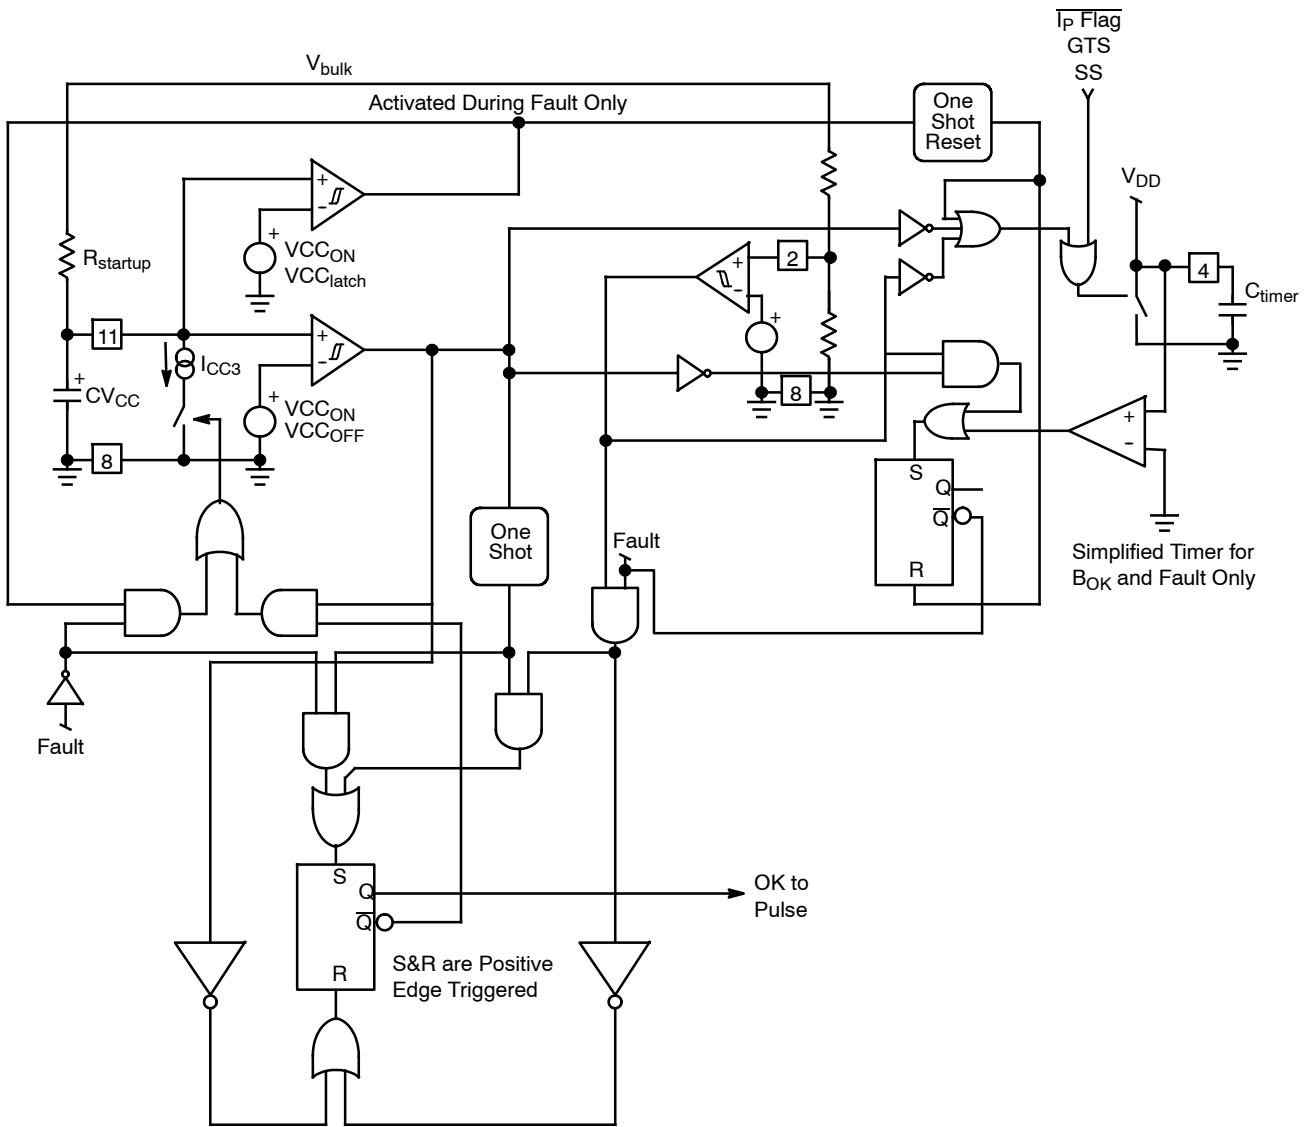 I_P Flag
GTS
SS
V_bulk
Activated During Fault Only
One
Shot
Reset
V_DD
+
-
+
VCC_ON
VCC_latch
R_startup
2
4
+
-
+
C_timer
11
+
-
I_CC3
+
CV_CC
+
VCC_ON
VCC_OFF
8
8
+
-
S
Q
Q
R
One
Shot
Fault
Simplified Timer for
B_OK and Fault Only
Fault
S
Q
Q
R
OK to
Pulse
S&R are Positive
Edge Triggered